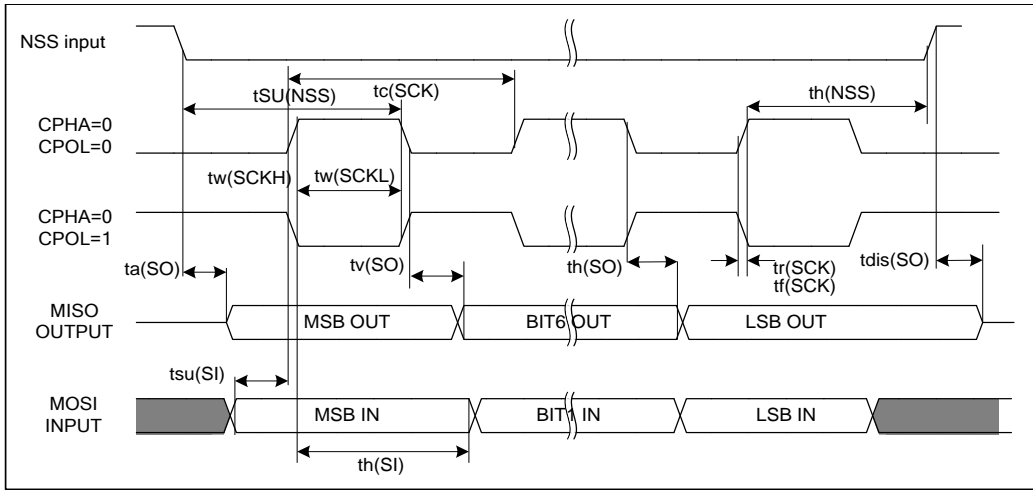 NSS input
tSU(NSS)
tc(SCK)
th(NSS)
CPHA=0
CPOL=0
tw(SCKH)
tw(SCKL)
CPHA=0
CPOL=1
ta(SO)
tv(SO)
th(SO)
tr(SCK)
tf(SCK)
tdis(SO)
MISO
OUTPUT
MSB OUT
BIT6 OUT
LSB OUT
tsu(SI)
MOSI
INPUT
MSB IN
BIT1 IN
LSB IN
th(SI)